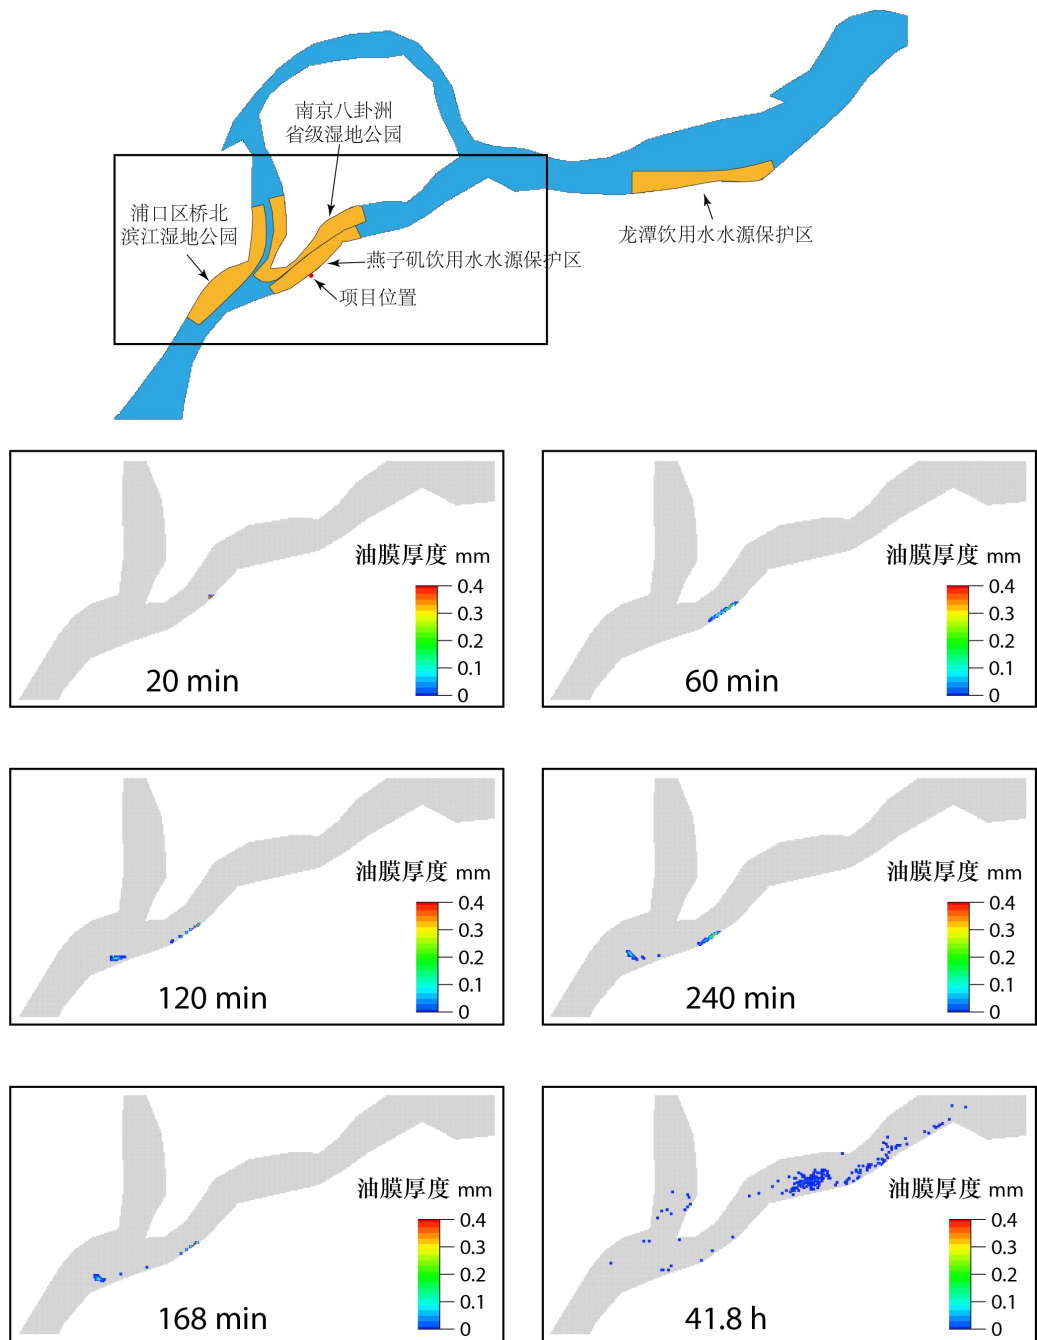 南京八卦洲
省级湿地公园
浦口区桥北
滨江湿地公园
龙潭饮用水水源保护区
燕子矶饮用水水源保护区
项目位置
油膜厚度 mm
0.4
0.3
0.2
0.1
0
20 min
油膜厚度 mm
0.4
0.3
0.2
0.1
0
60 min
油膜厚度 mm
0.4
0.3
0.2
0.1
0
120 min
油膜厚度 mm
0.4
0.3
0.2
0.1
0
240 min
油膜厚度 mm
0.4
0.3
0.2
0.1
0
168 min
油膜厚度 mm
0.4
0.3
0.2
0.1
0
41.8 h